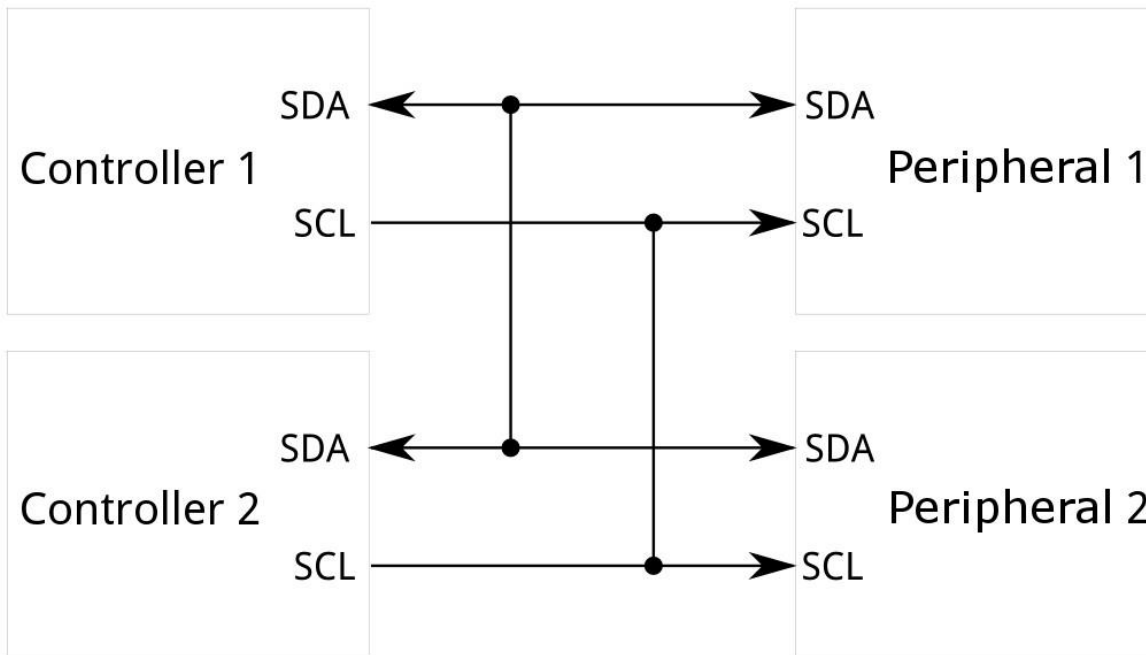 SDA
Controller 1
SCL
SDA
Peripheral 1
SCL
SDA
Controller 2
SCL
SDA
Peripheral 2
SCL